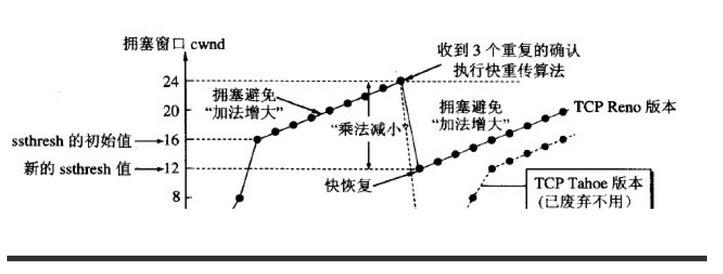 拥塞窗口 cwnd
收到 3 个重复的确认
执行快重传算法
24
拥塞避免
“加法增大”
拥塞避免
“加法增大”
TCP Reno 版本
20
“乘法减小”
ssthresh 的初始值
16
新的 ssthresh 值
12
快恢复
TCP Tahoe 版本
(已废弃不用)
8